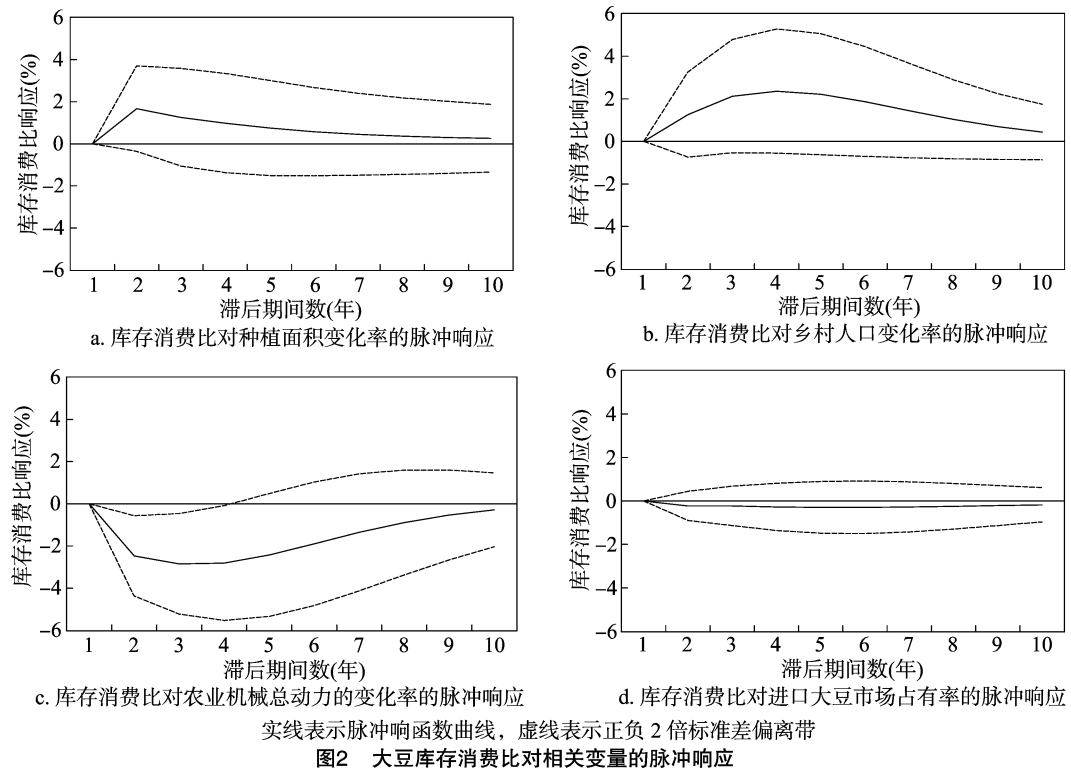 6
4
2
0
−2
−4
−6
库存消费比响应(%)
1 2 3 4 5 6 7 8 9 10
滞后期间数(年)
a. 库存消费比对种植面积变化率的脉冲响应
6
4
2
0
−2
−4
−6
库存消费比响应(%)
1 2 3 4 5 6 7 8 9 10
滞后期间数(年)
b. 库存消费比对乡村人口变化率的脉冲响应
6
4
2
0
−2
−4
−6
库存消费比响应(%)
1 2 3 4 5 6 7 8 9 10
滞后期间数(年)
c. 库存消费比对农业机械总动力的变化率的脉冲响应
6
4
2
0
−2
−4
−6
库存消费比响应(%)
1 2 3 4 5 6 7 8 9 10
滞后期间数(年)
d. 库存消费比对进口大豆市场占有率的脉冲响应
实线表示脉冲响函数曲线，虚线表示正负 2 倍标准差偏离带
图2 大豆库存消费比对相关变量的脉冲响应